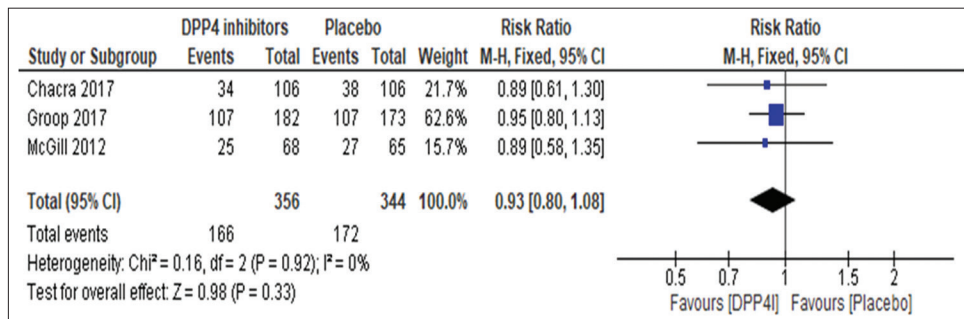 DPP4 inhibitors Placebo Risk Ratio Risk Ratio
Study or Subgroup Events Total Events Total Weight M-H, Fixed, 95% CI M-H, Fixed, 95% CI
Chacra 2017 34 106 38 106 21.7% 0.89 [0.61, 1.30]
Groop 2017 107 182 107 173 62.6% 0.95 [0.80, 1.13]
McGill 2012 25 68 27 65 15.7% 0.89 [0.58, 1.35]
Total (95% CI) 356 344 100.0% 0.93 [0.80, 1.08]
Total events 166 172
Heterogeneity: Chi² = 0.16, df = 2 (P = 0.92); I² = 0%
Test for overall effect: Z = 0.98 (P = 0.33)
0.5 0.7 1 1.5 2
Favours [DPP4I] Favours [Placebo]